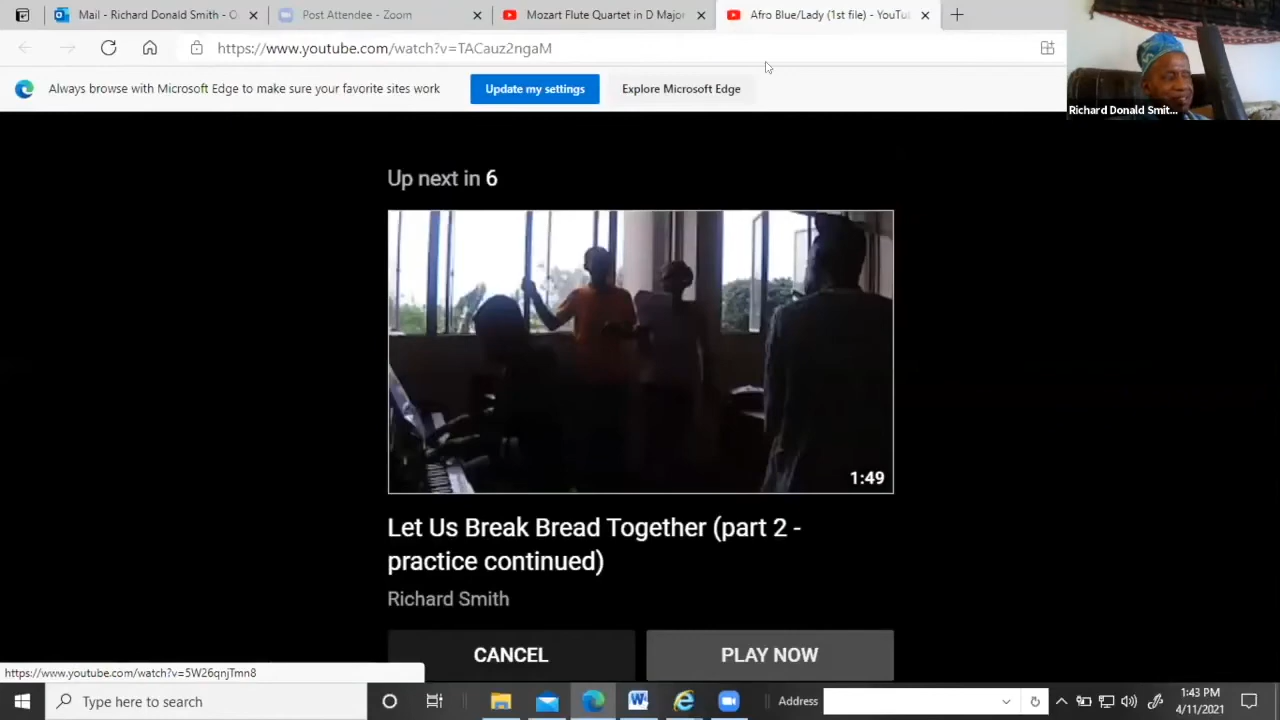 Mail - Richard Donald Smith - O
Post Attendee - Zoom
Mozart Flute Quartet in D Major
Afro Blue/Lady (1st file) - YouTu
https://www.youtube.com/watch?v=TACauz2ngaM
Always browse with Microsoft Edge to make sure your favorite sites work
Update my settings
Explore Microsoft Edge
Richard Donald Smit...
Up next in 6
1:49
Let Us Break Bread Together (part 2 -
practice continued)
Richard Smith
CANCEL
PLAY NOW
https://www.youtube.com/watch?v=5W26qnjTmn8
Type here to search
Address
1:43 PM
4/11/2021